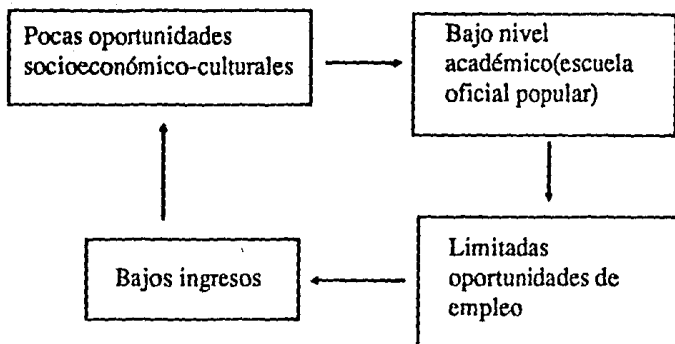 Pocas oportunidades
socioeconómico-culturales
Bajo nivel
académico(escuela
oficial popular)
Limitadas
oportunidades de
empleo
Bajos ingresos